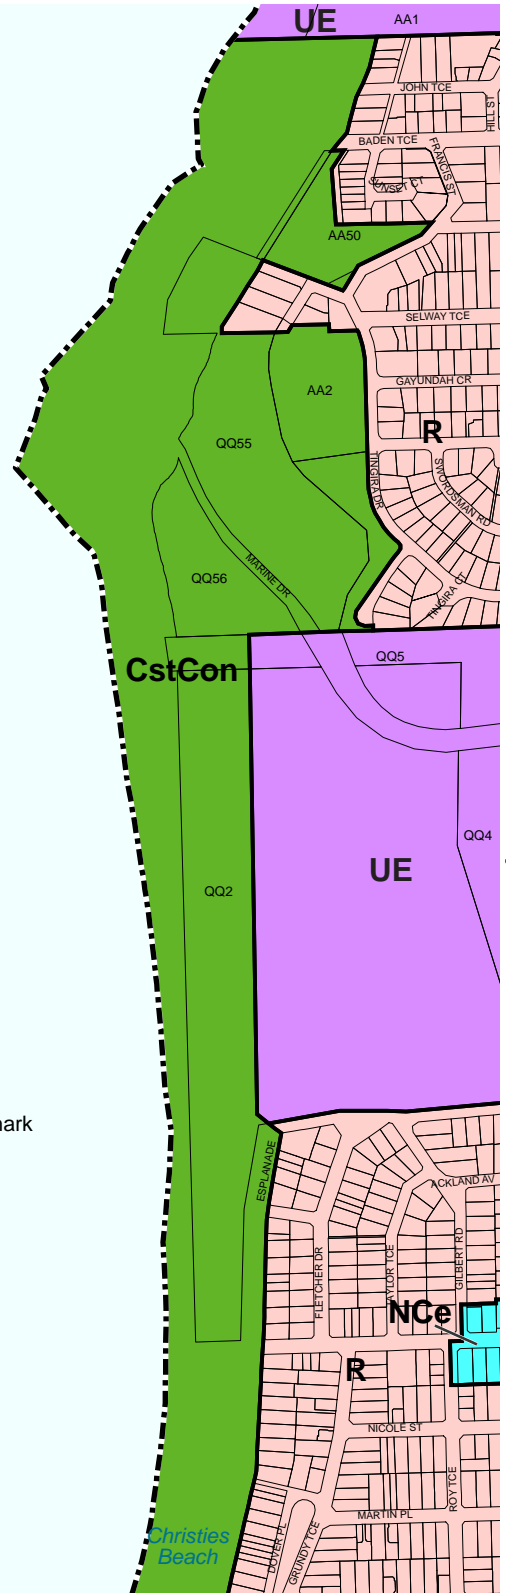 UE
AA1
JOHN TCE
HILL ST
BADEN TCE
FRANCIS ST
SUNSET CT
AA50
SELWAY TCE
GAYUNDAH CR
AA2
R
QQ55
TINGIRA DR
SWORDSMAN RD
MARINE DR
QQ56
TINGIRA CT
QQ5
CstCon
QQ4
UE
QQ2
ark
ESPLANADE
ACKLAND AV
GILBERT RD
FLETCHER DR
AYLOR TCE
NCe
R
NICOLE ST
ROY TCE
MARTIN PL
DOVER PL
GRUNDY TCE
Christies
Beach